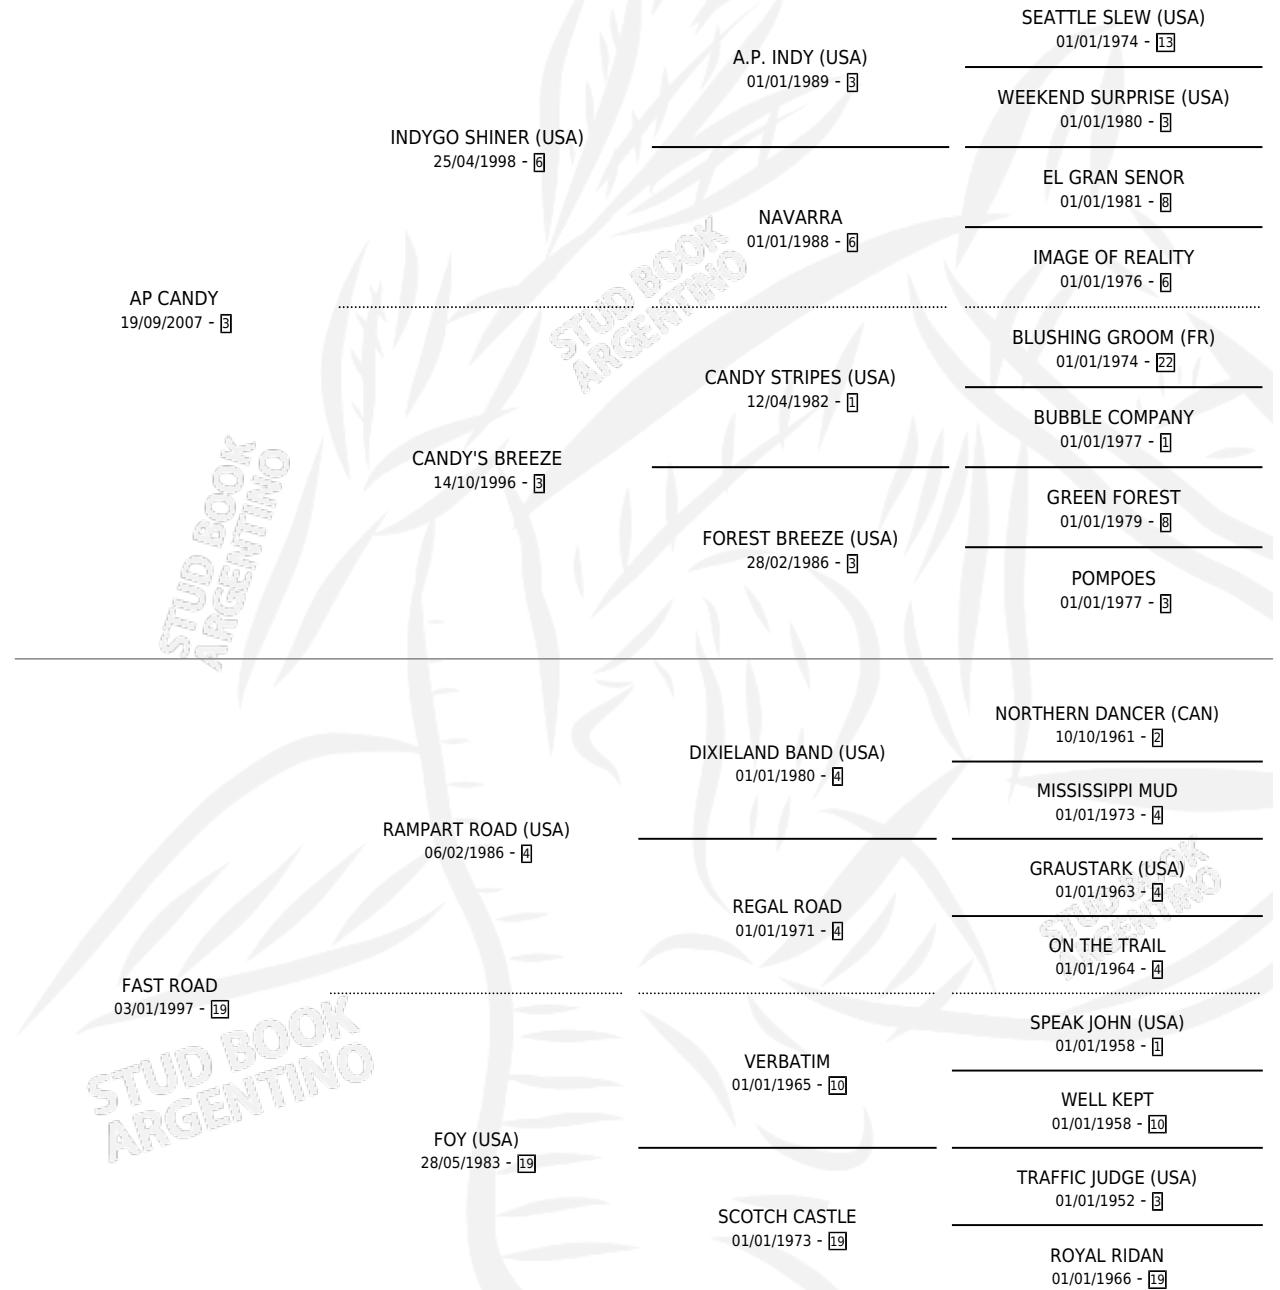 SEATTLE SLEW (USA)
01/01/1974 - 13
A.P. INDY (USA)
01/01/1989 - 3
WEEKEND SURPRISE (USA)
01/01/1980 - 3
INDYGO SHINER (USA)
25/04/1998 - 6
EL GRAN SENOR
01/01/1981 - 8
NAVARRA
01/01/1988 - 6
IMAGE OF REALITY
01/01/1976 - 6
AP CANDY
19/09/2007 - 3
BLUSHING GROOM (FR)
01/01/1974 - 22
CANDY STRIPES (USA)
12/04/1982 - 1
BUBBLE COMPANY
01/01/1977 - 1
CANDY'S BREEZE
14/10/1996 - 3
GREEN FOREST
01/01/1979 - 8
FOREST BREEZE (USA)
28/02/1986 - 3
POMPOES
01/01/1977 - 3
STUD BOOK
ARGENTINO
STUD BOOK
ARGENTINO
NORTHERN DANCER (CAN)
10/10/1961 - 2
DIXIELAND BAND (USA)
01/01/1980 - 4
MISSISSIPPI MUD
01/01/1973 - 4
RAMPART ROAD (USA)
06/02/1986 - 4
GRAUSTARK (USA)
01/01/1963 - 4
REGAL ROAD
01/01/1971 - 4
ON THE TRAIL
01/01/1964 - 4
FAST ROAD
03/01/1997 - 19
SPEAK JOHN (USA)
01/01/1958 - 1
VERBATIM
01/01/1965 - 10
WELL KEPT
01/01/1958 - 10
FOY (USA)
28/05/1983 - 19
TRAFFIC JUDGE (USA)
01/01/1952 - 3
SCOTCH CASTLE
01/01/1973 - 19
ROYAL RIDAN
01/01/1966 - 19
STUD BOOK
ARGENTINO
STUD BOOK
ARGENTINO